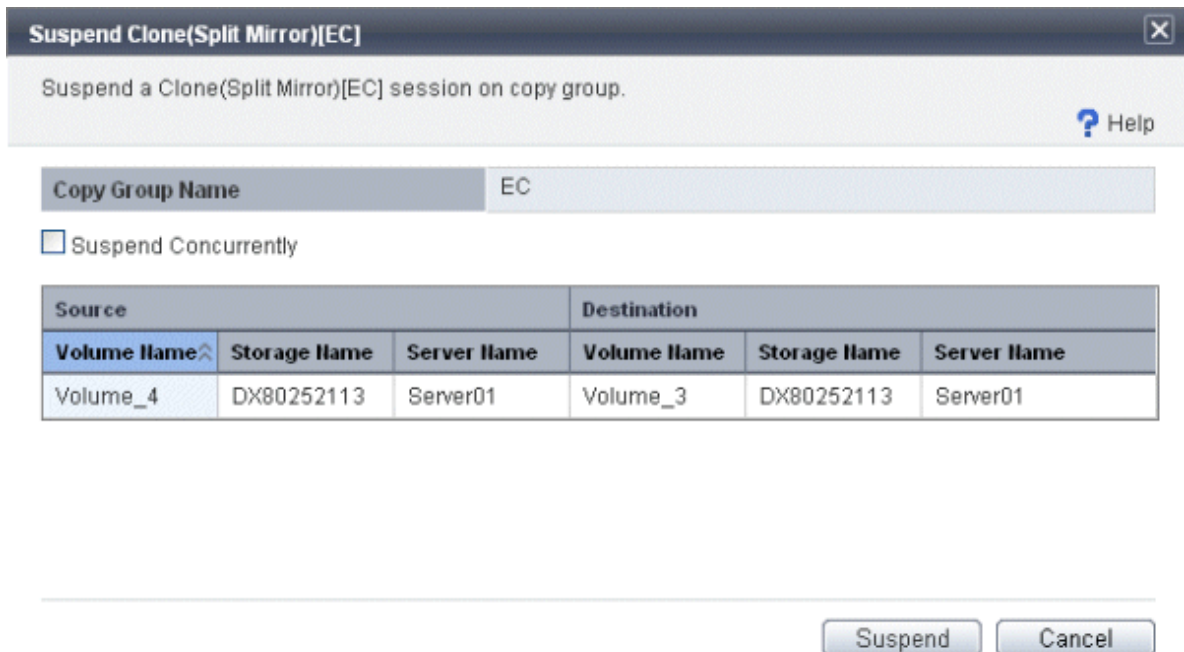 Suspend Clone(Split Mirror)[EC]
Suspend a Clone(Split Mirror)[EC] session on copy group.
Help
Copy Group Name EC
Suspend Concurrently
Source Destination
Volume Name Storage Name Server Name Volume Name Storage Name Server Name
Volume_4 DX80252113 Server01 Volume_3 DX80252113 Server01
Suspend Cancel